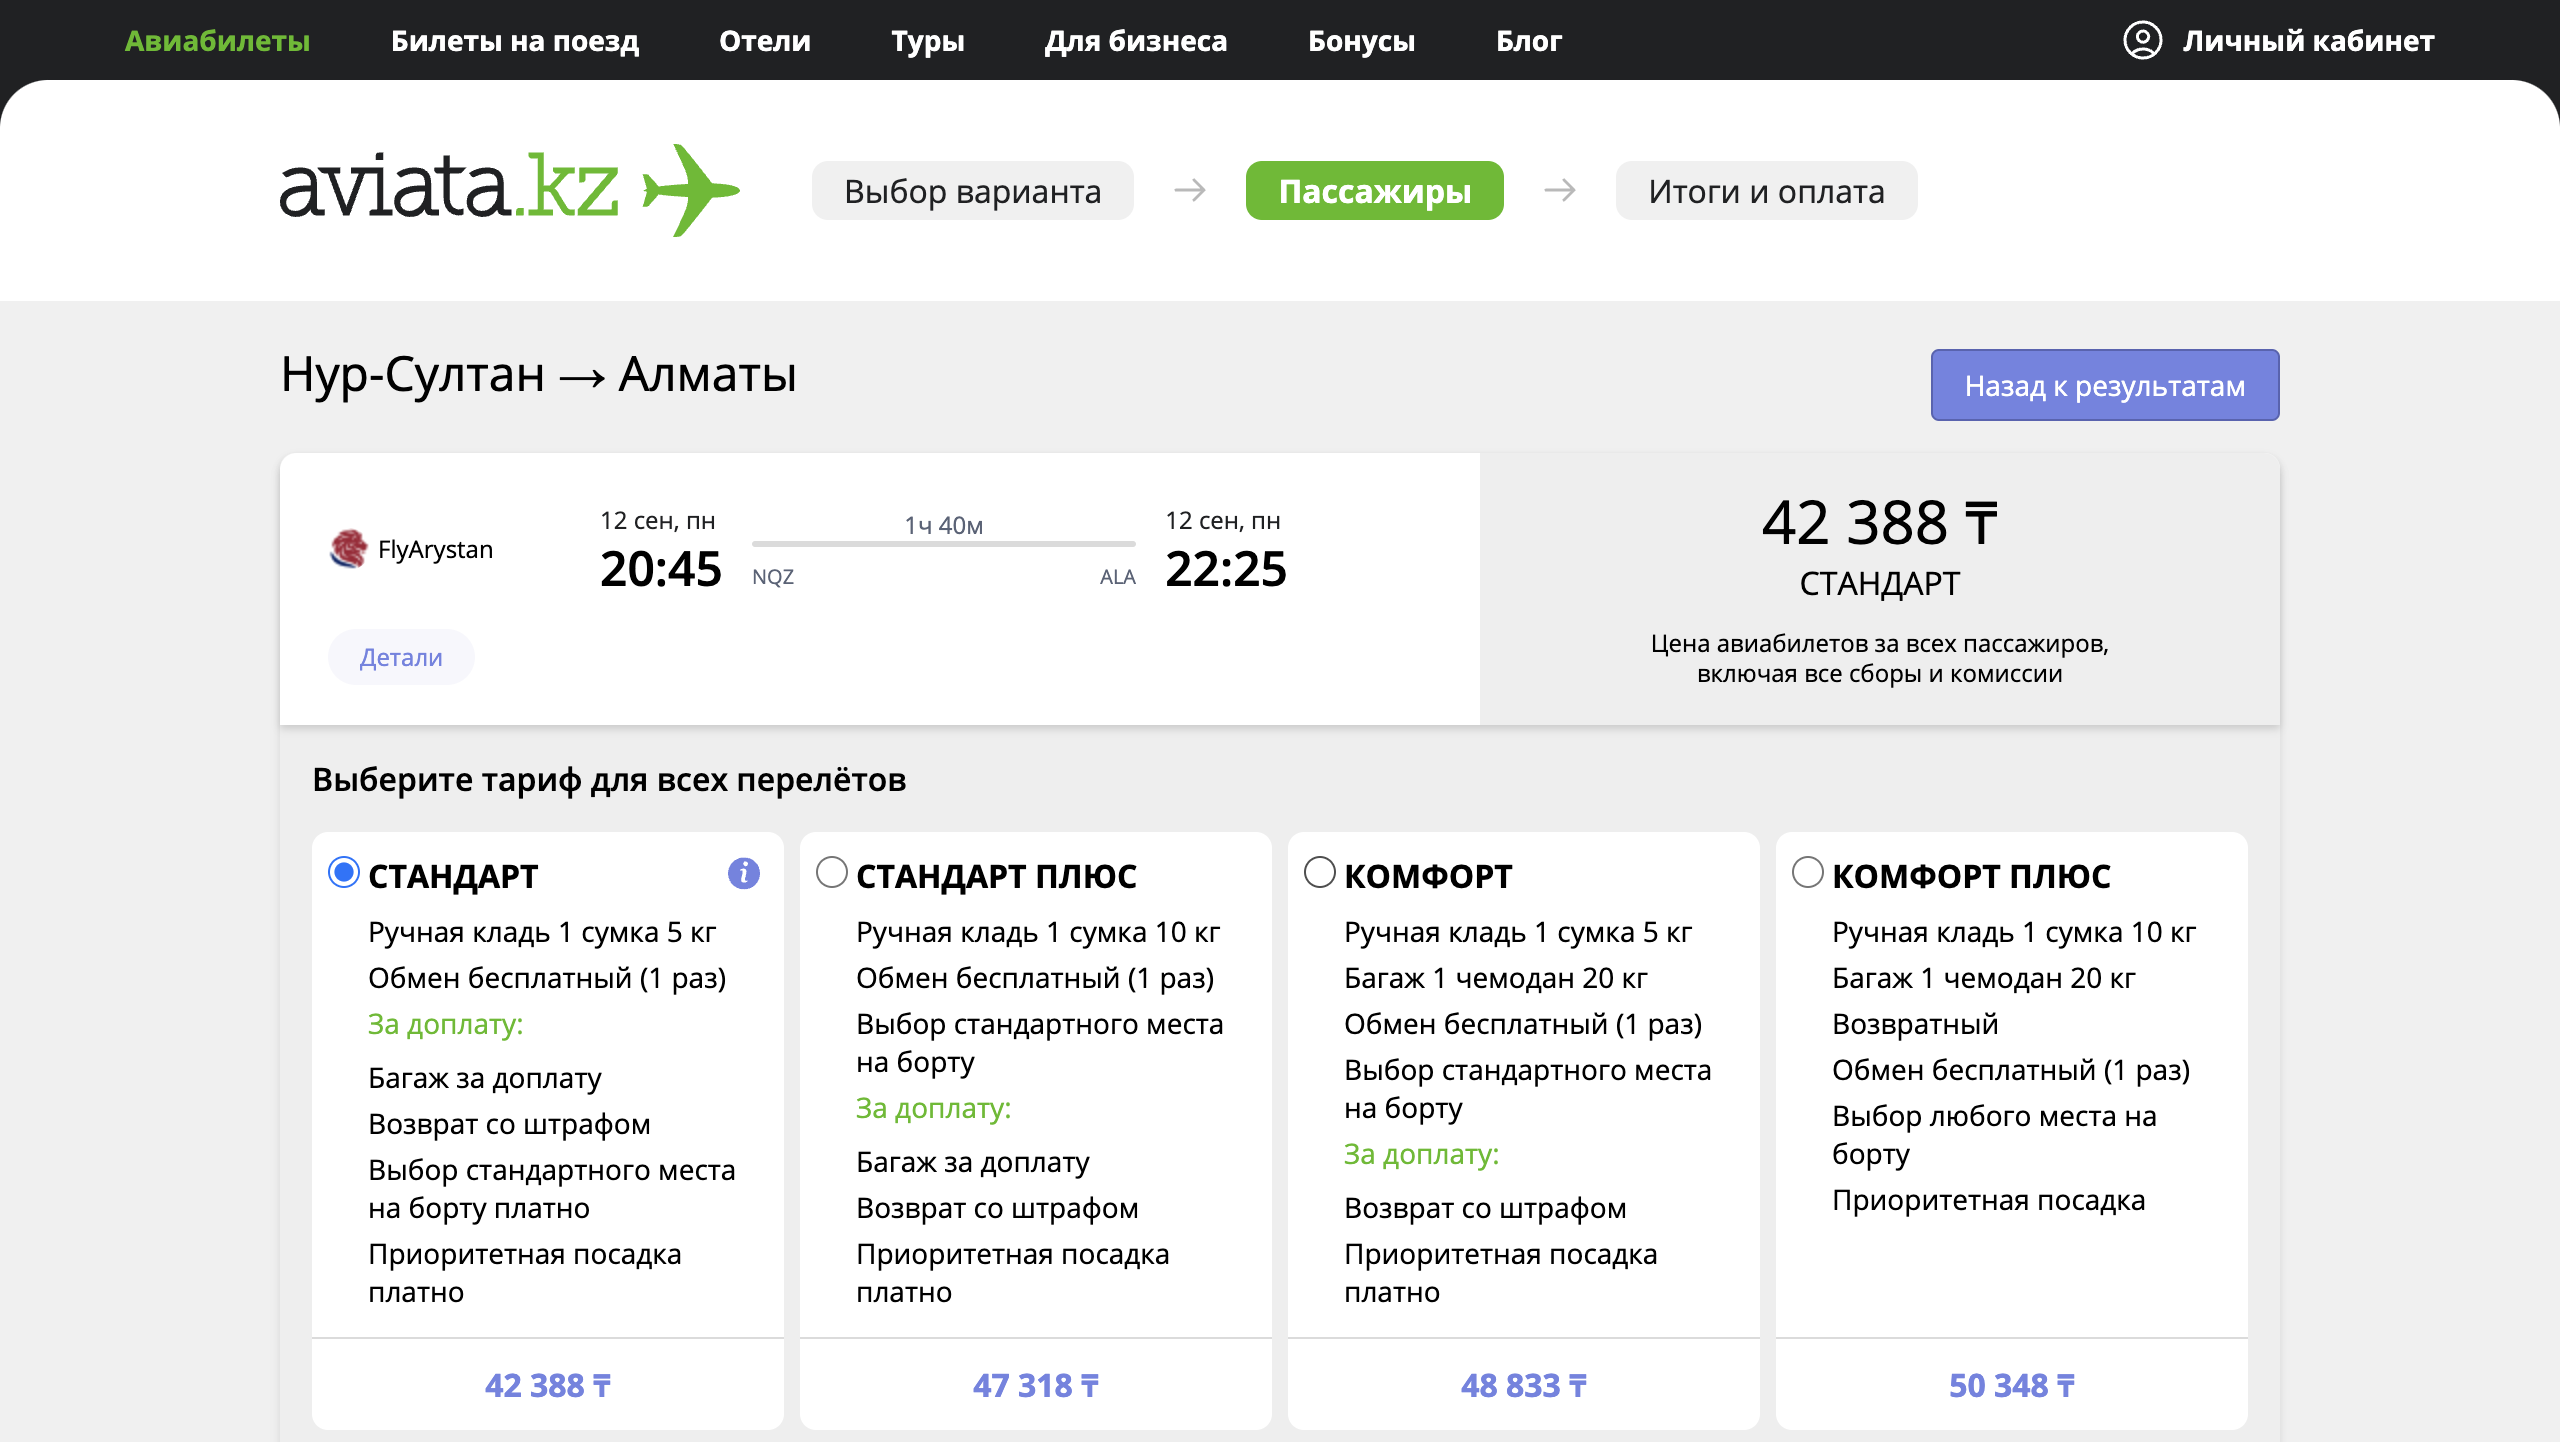 Авиабилеты Билеты на поезд Отели Туры Для бизнеса Бонусы Блог Личный кабинет
aviata.kz Выбор варианта → Пассажиры → Итоги и оплата
Нур-Султан → Алматы
Назад к результатам
FlyArystan
12 сен, пн
20:45
1ч 40м
NQZ ALA
12 сен, пн
22:25
Детали
42 388 ₸
СТАНДАРТ
Цена авиабилетов за всех пассажиров,
включая все сборы и комиссии
Выберите тариф для всех перелётов
СТАНДАРТ
i
Ручная кладь 1 сумка 5 кг
Обмен бесплатный (1 раз)
За доплату:
Багаж за доплату
Возврат со штрафом
Выбор стандартного места
на борту платно
Приоритетная посадка
платно
42 388 ₸
СТАНДАРТ ПЛЮС
Ручная кладь 1 сумка 10 кг
Обмен бесплатный (1 раз)
Выбор стандартного места
на борту
За доплату:
Багаж за доплату
Возврат со штрафом
Приоритетная посадка
платно
47 318 ₸
КОМФОРТ
Ручная кладь 1 сумка 5 кг
Багаж 1 чемодан 20 кг
Обмен бесплатный (1 раз)
Выбор стандартного места
на борту
За доплату:
Возврат со штрафом
Приоритетная посадка
платно
48 833 ₸
КОМФОРТ ПЛЮС
Ручная кладь 1 сумка 10 кг
Багаж 1 чемодан 20 кг
Возвратный
Обмен бесплатный (1 раз)
Выбор любого места на
борту
Приоритетная посадка
50 348 ₸